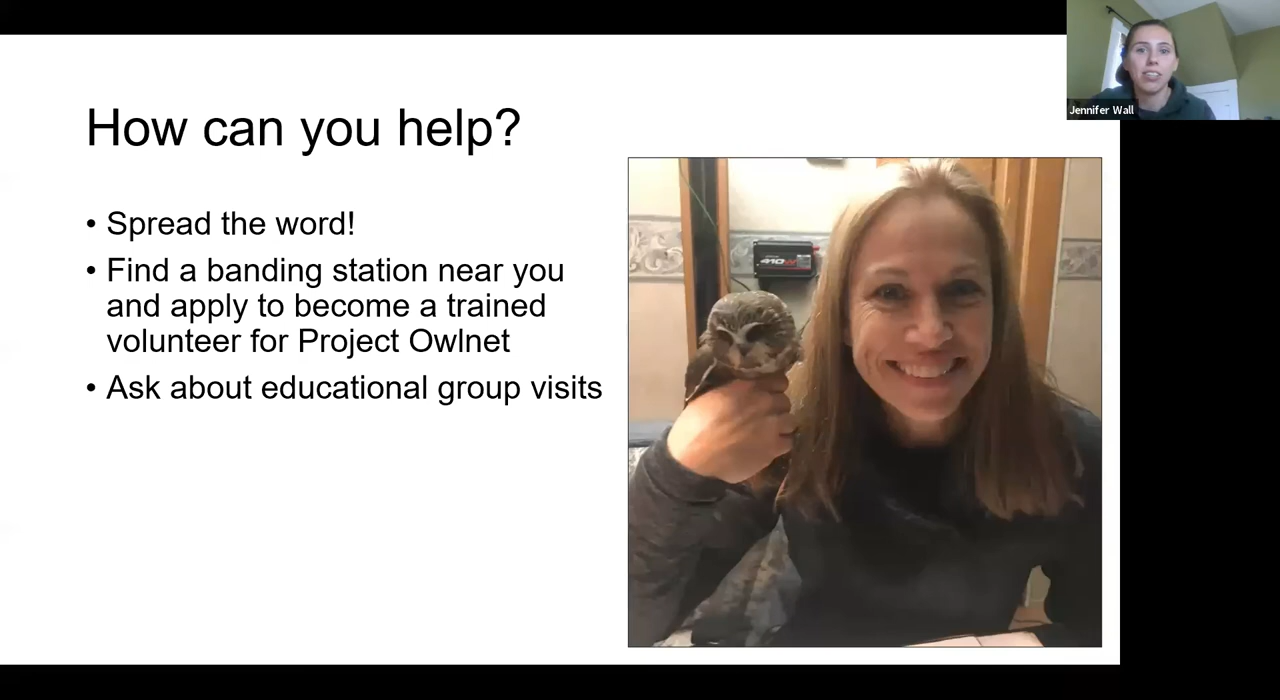 How can you help?
• Spread the word!
• Find a banding station near you
and apply to become a trained
volunteer for Project Owlnet
• Ask about educational group visits
410W
Jennifer Wall